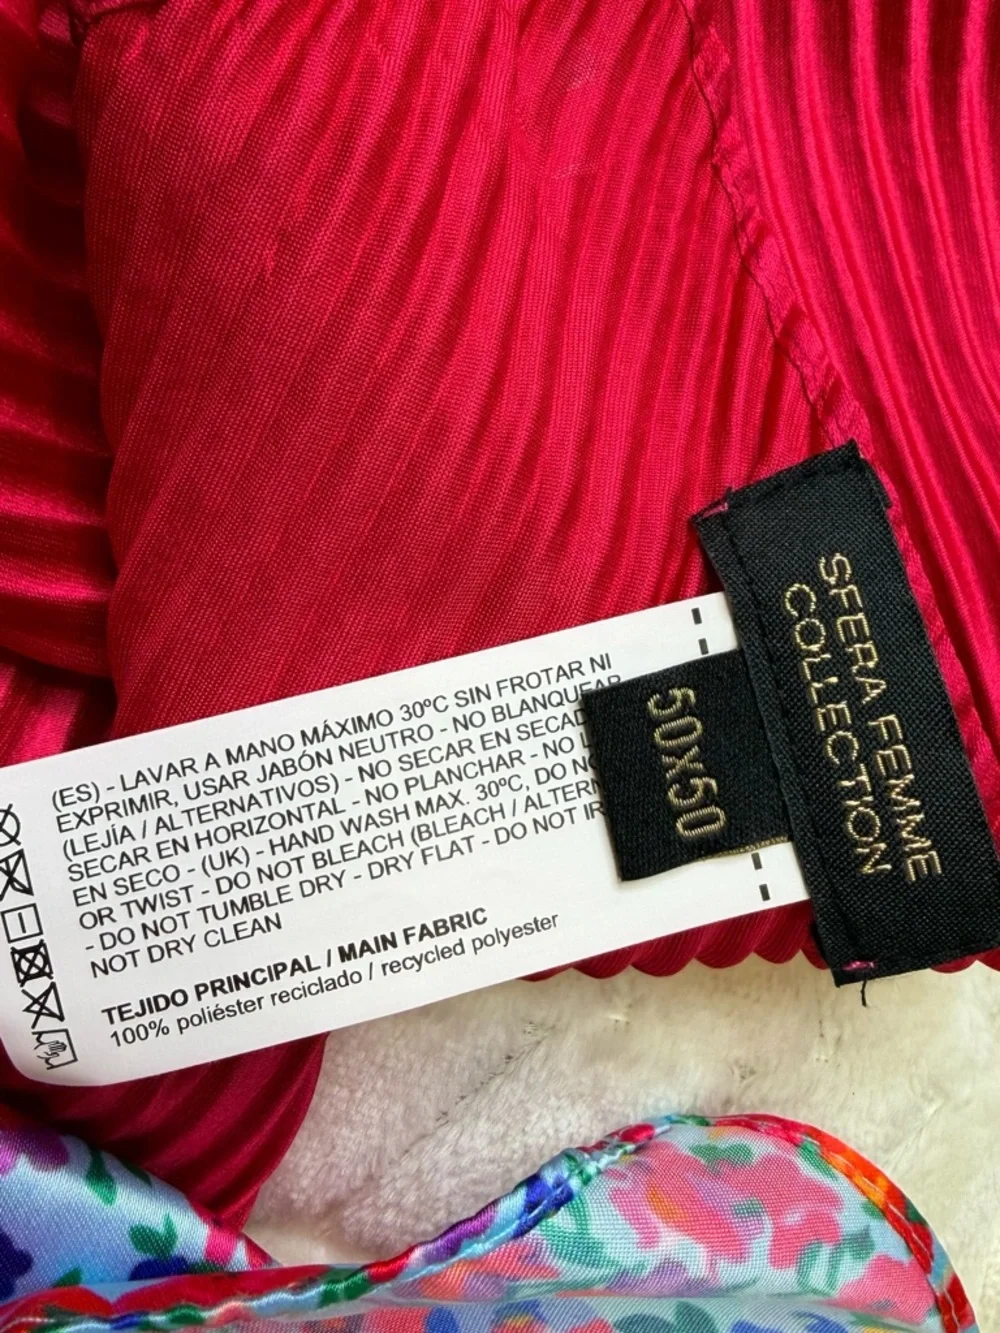 (ES) - LAVAR A MANO MÁXIMO 30ºC SIN FROTAR NI
EXPRIMIR, USAR JABÓN NEUTRO - NO BLANQUEAR
(LEJÍA / ALTERNATIVOS) - NO SECAR EN SECAD
SECAR EN HORIZONTAL - NO PLANCHAR - NO L
EN SECO - (UK) - HAND WASH MAX. 30ºC, DO NO
OR TWIST - DO NOT BLEACH (BLEACH / ALTERN
- DO NOT TUMBLE DRY - DRY FLAT - DO NOT IR
NOT DRY CLEAN
TEJIDO PRINCIPAL / MAIN FABRIC
100% poliéster reciclado / recycled polyester
50X50
SFERA FEMME
COLLECTION